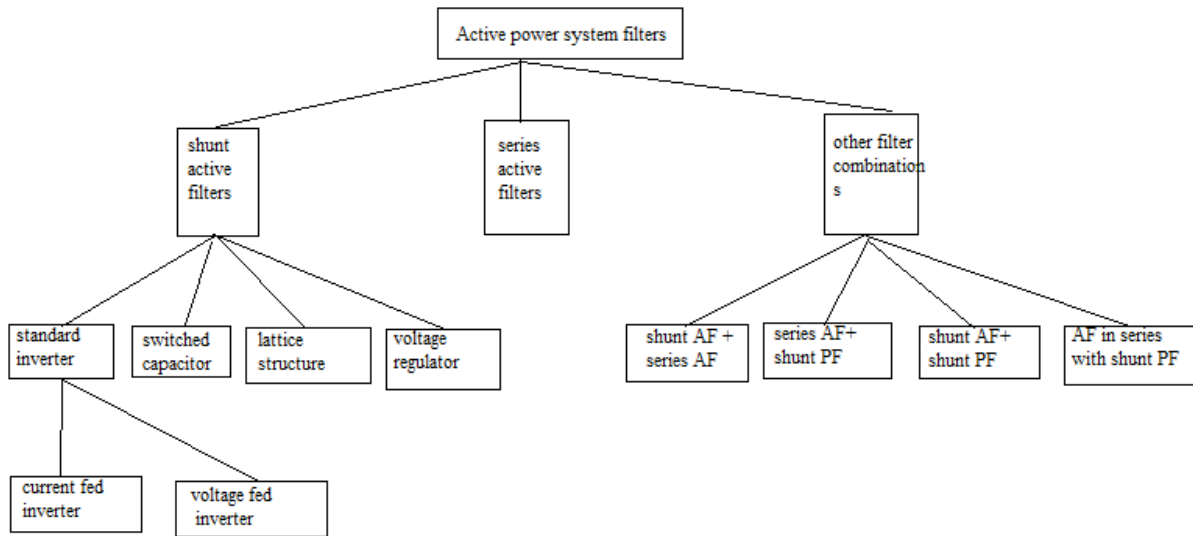 Active power system filters
shunt
active
filters
series
active
filters
other filter
combination
s
standard
inverter
switched
capacitor
lattice
structure
voltage
regulator
shunt AF +
series AF
series AF+
shunt PF
shunt AF+
shunt PF
AF in series
with shunt PF
current fed
inverter
voltage fed
inverter